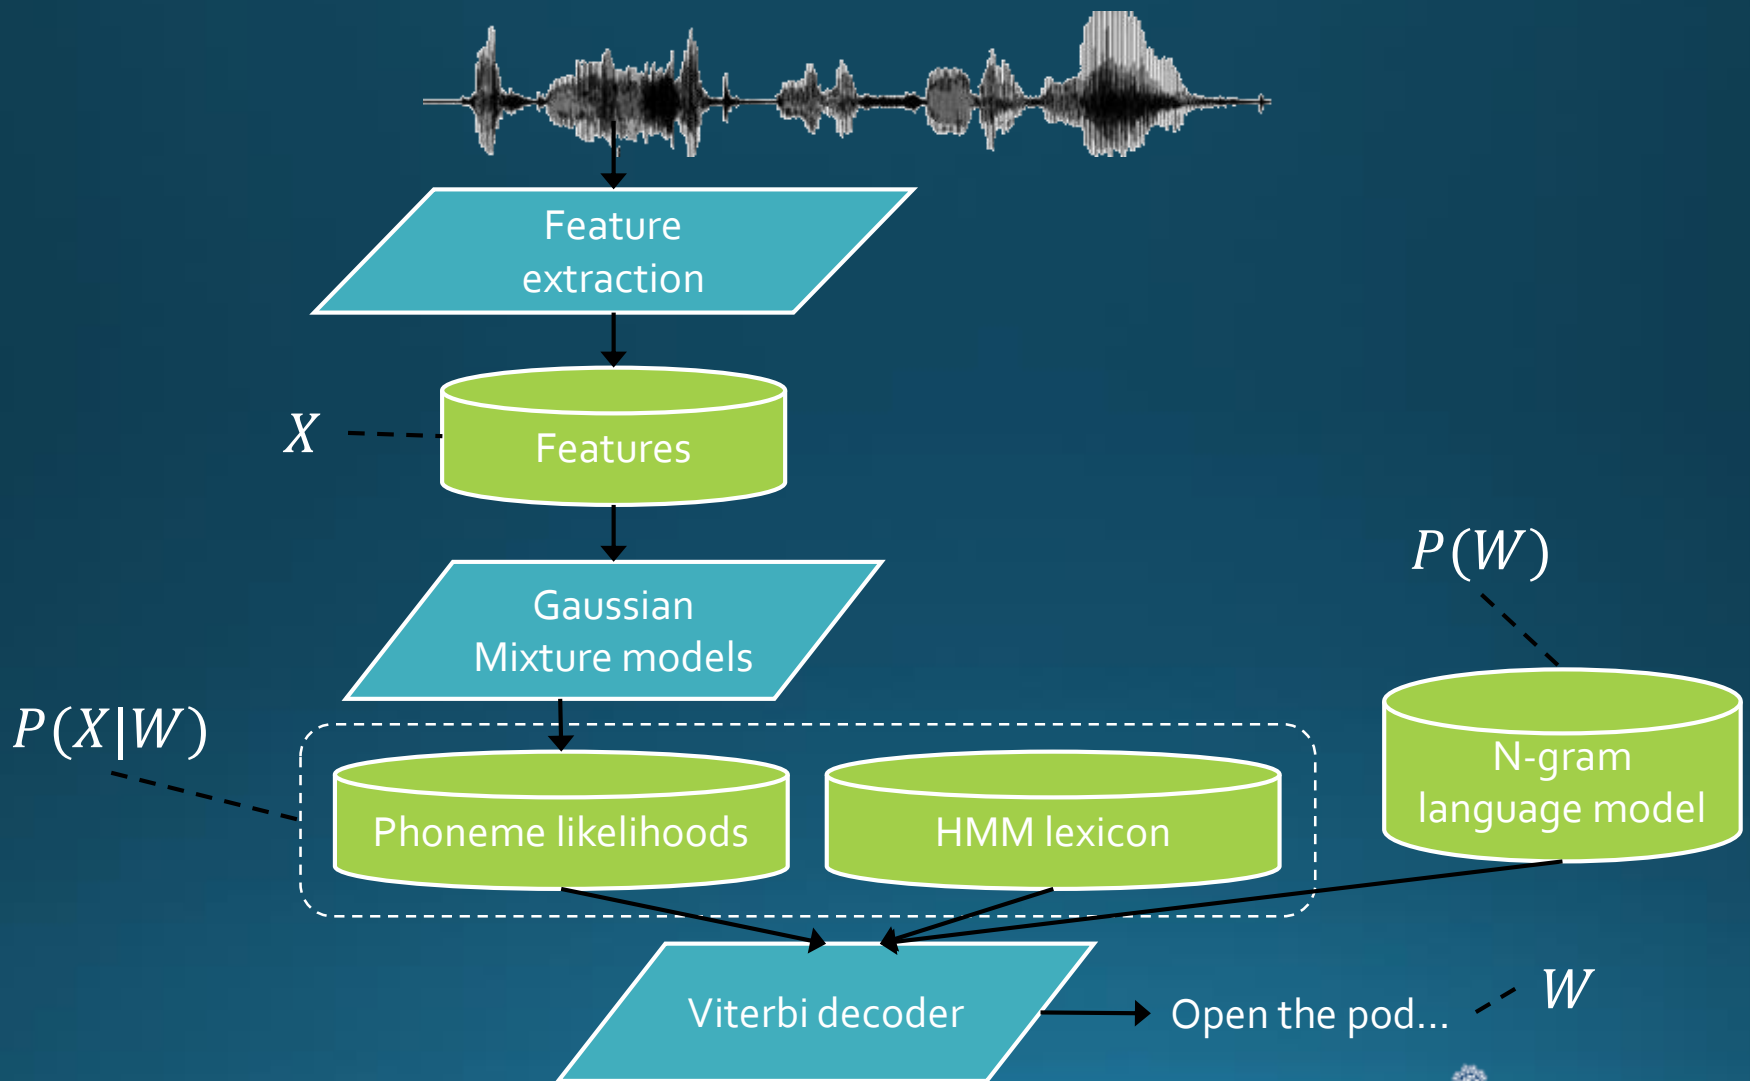 Feature
extraction
X
Features
Gaussian
Mixture models
P(W)
P(X|W)
Phoneme likelihoods
HMM lexicon
N-gram
language model
Viterbi decoder
Open the pod...
W